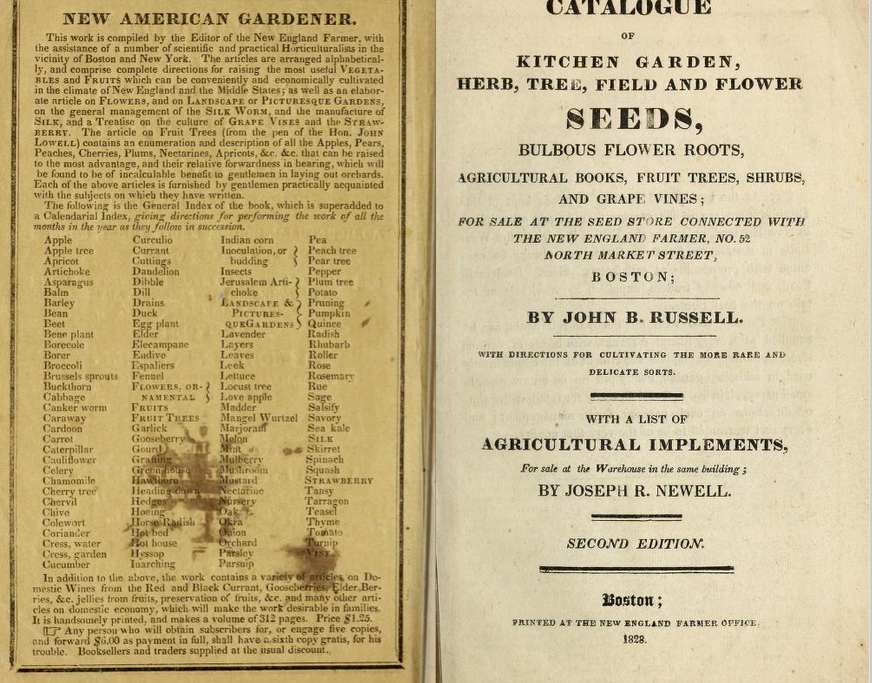 NEW AMERICAN GARDENER.
This work is compiled by the Editor of the New England Farmer, with
the assistance of a number of scientific and practical Horticulturalists in the
vicinity of Boston and New York. The articles are arranged alphabetical-
ly, and comprise complete directions for raising the most useful VEGETA-
BLES and FRUITS which can be conveniently and economically cultivated
in the climate of New England and the Middle States; as well as an elabor-
ate article on FLOWERS, and on LANDSCAPE or PICTURESQUE GARDENS,
on the general management of the SILK WORM, and the manufacture of
SILK, and a Treatise on the culture of GRAPE VINES and the STRAW-
BERRY. The article on Fruit Trees (from the pen of the Hon. JOHN
LOWELL) contains an enumeration and description of all the Apples, Pears,
Peaches, Cherries, Plums, Nectarines, Apricots, &c. &c. that can be raised
to the most advantage, and their relative forwardness in bearing, which will
be found to be of incalculable benefit to gentlemen in laying out orchards.
Each of the above articles is furnished by gentlemen practically acquainted
with the subjects on which they have written.
The following is the General Index of the book, which is superadded to
a Calendarial Index, giving directions for performing the work of all the
months in the year as they follow in succession.
Apple
Apple tree
Apricot
Artichoke
Asparagus
Balm
Barley
Bean
Beet
Bene plant
Borecole
Borer
Broccoli
Brussels sprouts
Buckthorn
Cabbage
Canker worm
Caraway
Cardoon
Carrot
Caterpillar
Cauliflower
Celery
Chamomile
Cherry tree
Chervil
Chive
Colewort
Coriander
Cress, water
Cress, garden
Cucumber
Curculio
Currant
Cuttings
Dandelion
Dibble
Dill
Drains
Duck
Egg plant
Elder
Elecampane
Endive
Espaliers
Fennel
FLOWERS, OR-
NAMENTAL
FRUITS
FRUIT TREES
Garlick
Gooseberry
Gourd
Grafting
Green house
Hawthorn
Heading down
Hedges
Hoeing
Horse Radish
Hot bed
Hot house
Hyssop
Inarching
Indian corn
Inoculation, or
budding
Insects
Jerusalem Arti-
choke
LANDSCAPE &
PICTURES-
QUE GARDENS
Lavender
Layers
Leaves
Leek
Lettuce
Locust tree
Love apple
Madder
Mangel Wurtzel
Marjoram
Melon
Mint
Mulberry
Mushroom
Mustard
Nectarine
Nursery
Oak
Okra
Onion
Orchard
Parsley
Parsnip
Pea
Peach tree
Pear tree
Pepper
Plum tree
Potato
Pruning
Pumpkin
Quince
Radish
Rhubarb
Roller
Rose
Rosemary
Rue
Sage
Salsify
Savory
Sea kale
SILK
Skirret
Spinach
Squash
STRAWBERRY
Tansy
Tarragon
Teasel
Thyme
Tomato
Turnip
VINE
In addition to the above, the work contains a variety of articles, on Do-
mestic Wines from the Red and Black Currant, Gooseberries, Elder Ber-
ries, &c. jellies from fruits, preservation of fruits, &c. and many other arti-
cles on domestic economy, which will make the work desirable in families.
It is handsomely printed, and makes a volume of 312 pages. Price $1.25.
☞ Any person who will obtain subscribers for, or engage five copies,
and forward $6.00 as payment in full, shall have a sixth copy gratis, for his
trouble. Booksellers and traders supplied at the usual discount.
CATALOGUE
OF
KITCHEN GARDEN,
HERB, TREE, FIELD AND FLOWER
SEEDS,
BULBOUS FLOWER ROOTS,
AGRICULTURAL BOOKS, FRUIT TREES, SHRUBS,
AND GRAPE VINES;
FOR SALE AT THE SEED STORE CONNECTED WITH
THE NEW ENGLAND FARMER, NO. 52
NORTH MARKET STREET,
BOSTON;
BY JOHN B. RUSSELL.
WITH DIRECTIONS FOR CULTIVATING THE MORE RARE AND
DELICATE SORTS.
WITH A LIST OF
AGRICULTURAL IMPLEMENTS,
For sale at the Warehouse in the same building;
BY JOSEPH R. NEWELL.
SECOND EDITION.
Boston;
PRINTED AT THE NEW ENGLAND FARMER OFFICE.
1828.